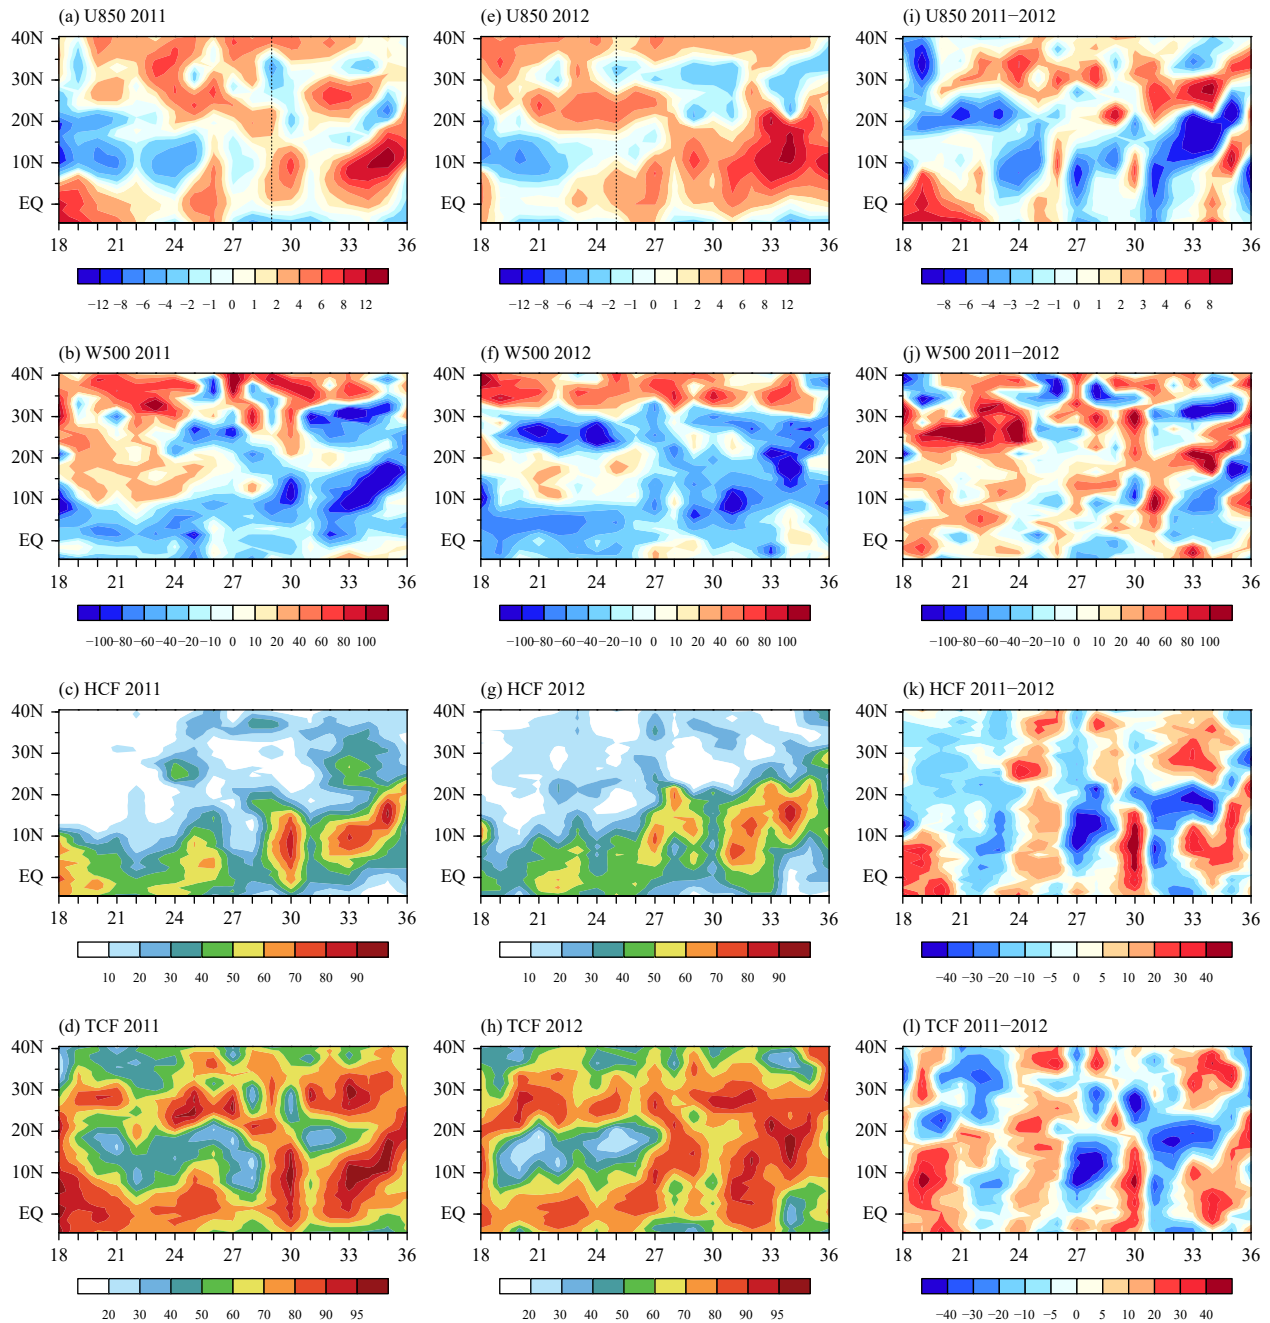 (a) U850 2011
(e) U850 2012
(i) U850 2011−2012
40N
30N
20N
10N
EQ
18 21 24 27 30 33 36
18 21 24 27 30 33 36
18 21 24 27 30 33 36
−12 −8 −6 −4 −2 −1 0 1 2 4 6 8 12
−12 −8 −6 −4 −2 −1 0 1 2 4 6 8 12
−8 −6 −4 −3 −2 −1 0 1 2 3 4 6 8
(b) W500 2011
(f) W500 2012
(j) W500 2011−2012
40N 40N 40N
30N 30N 30N
20N 20N 20N
10N 10N 10N
EQ EQ EQ
18 21 24 27 30 33 36
18 21 24 27 30 33 36
18 21 24 27 30 33 36
−100−80−60−40−20−10 0 10 20 40 60 80 100
−100−80−60−40−20−10 0 10 20 40 60 80 100
−100−80−60−40−20−10 0 10 20 40 60 80 100
(c) HCF 2011
(g) HCF 2012
(k) HCF 2011−2012
40N 40N 40N
30N 30N 30N
20N 20N 20N
10N 10N 10N
EQ EQ EQ
18 21 24 27 30 33 36
18 21 24 27 30 33 36
18 21 24 27 30 33 36
10 20 30 40 50 60 70 80 90
10 20 30 40 50 60 70 80 90
−40 −30 −20 −10 −5 0 5 10 20 30 40
(d) TCF 2011
(h) TCF 2012
(l) TCF 2011−2012
40N 40N 40N
30N 30N 30N
20N 20N 20N
10N 10N 10N
EQ EQ EQ
18 21 24 27 30 33 36
18 21 24 27 30 33 36
18 21 24 27 30 33 36
20 30 40 50 60 70 80 90 95
20 30 40 50 60 70 80 90 95
−40 −30 −20 −10 −5 0 5 10 20 30 40